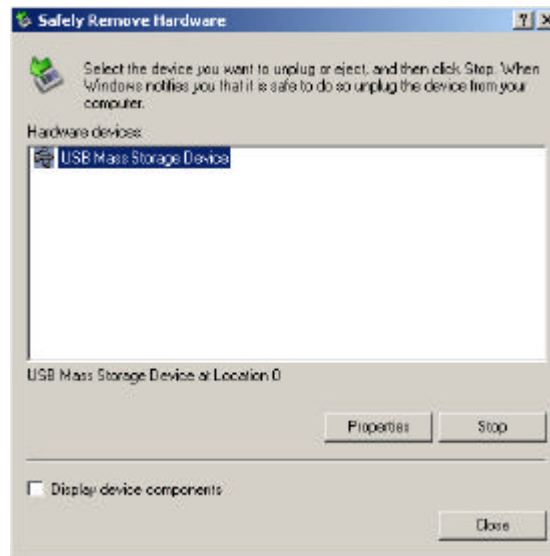 Safely Remove Hardware
Select the device you want to unplug or eject, and then click Stop. When
Windows notifies you that it is safe to do so unplug the device from your
computer.
Hardware devices:
USB Mass Storage Device
USB Mass Storage Device at Location 0
Properties
Stop
Display device components
Close